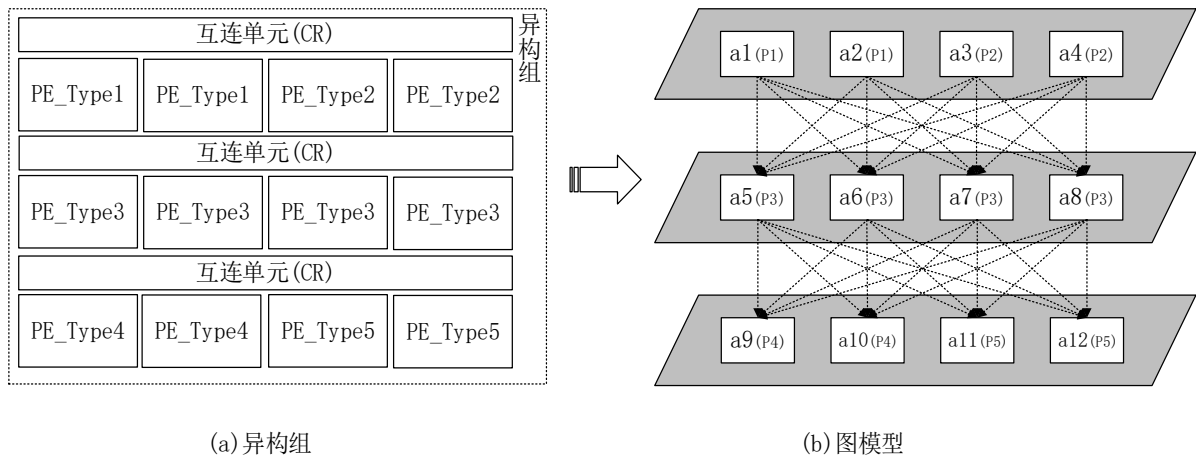 互连单元(CR)
异构组
PE_Type1 PE_Type1 PE_Type2 PE_Type2
互连单元(CR)
PE_Type3 PE_Type3 PE_Type3 PE_Type3
互连单元(CR)
PE_Type4 PE_Type4 PE_Type5 PE_Type5
(a)异构组
a1(P1) a2(P1) a3(P2) a4(P2)
a5(P3) a6(P3) a7(P3) a8(P3)
a9(P4) a10(P4) a11(P5) a12(P5)
(b)图模型